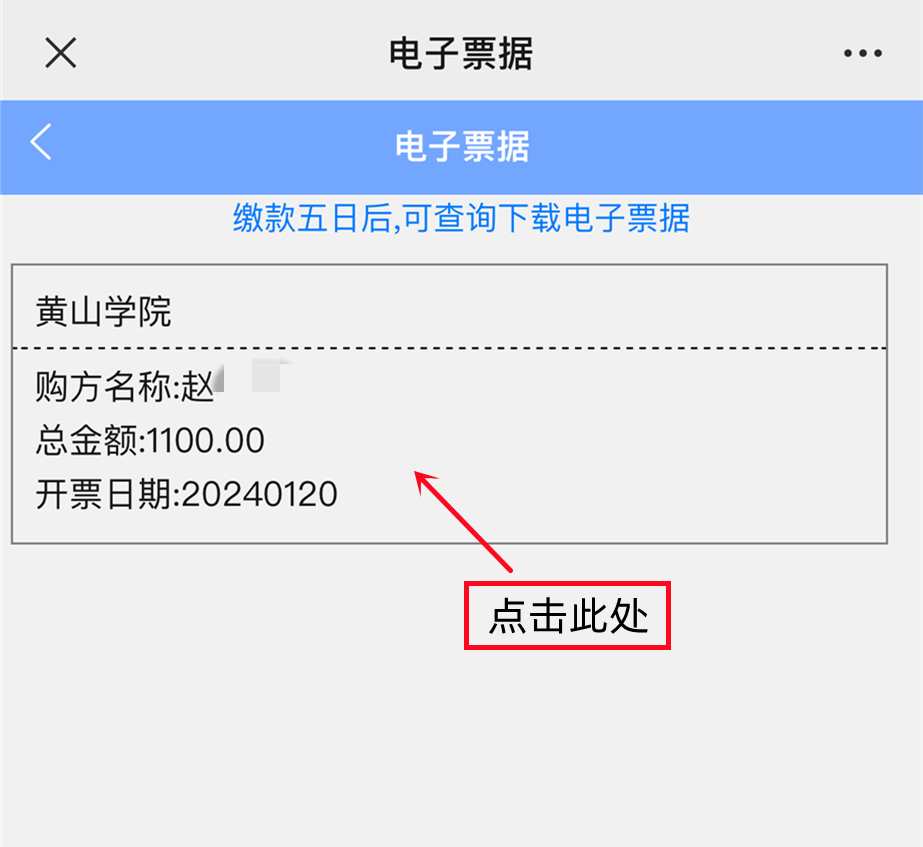 电子票据
电子票据
缴款五日后,可查询下载电子票据
黄山学院
购方名称:赵
总金额:1100.00
开票日期:20240120
点击此处